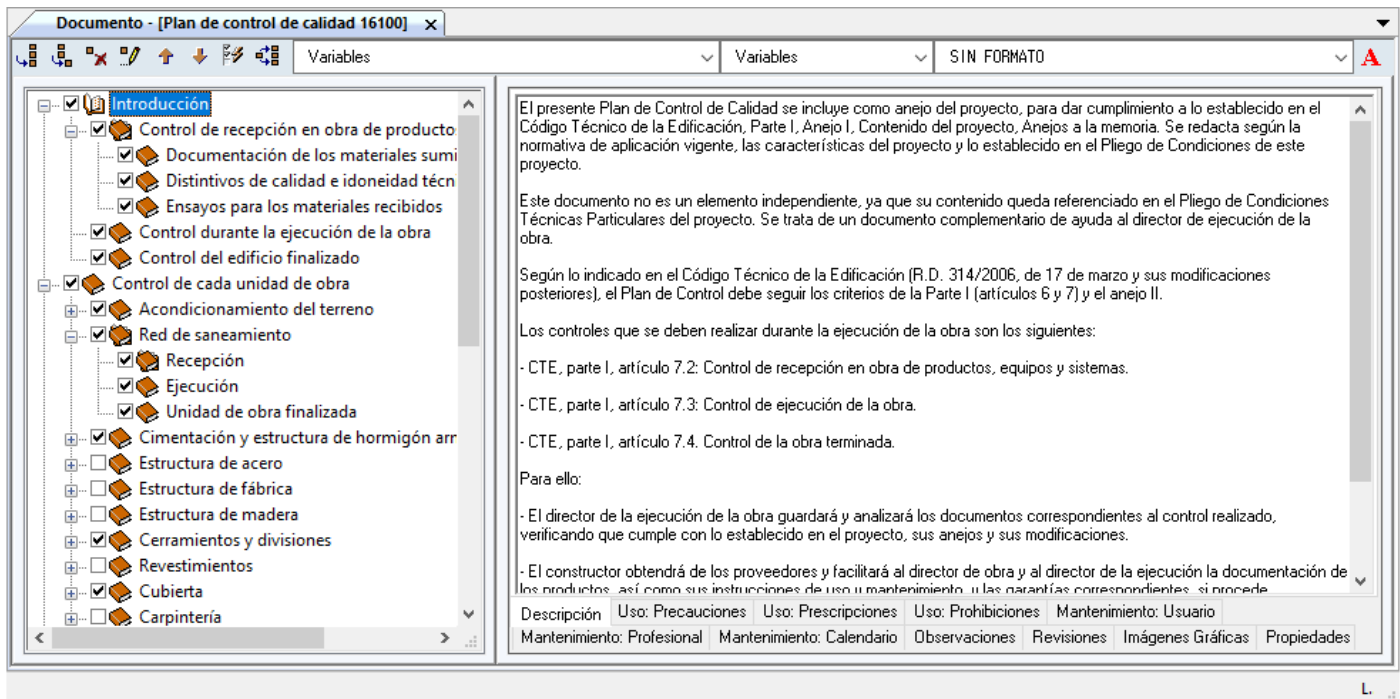 Documento - [Plan de control de calidad 16100]
Variables
Variables
SIN FORMATO
A
Introducción
Control de recepción en obra de producto
Documentación de los materiales sumi
Distintivos de calidad e idoneidad técn
Ensayos para los materiales recibidos
Control durante la ejecución de la obra
Control del edificio finalizado
Control de cada unidad de obra
Acondicionamiento del terreno
Red de saneamiento
Recepción
Ejecución
Unidad de obra finalizada
Cimentación y estructura de hormigón arr
Estructura de acero
Estructura de fábrica
Estructura de madera
Cerramientos y divisiones
Revestimientos
Cubierta
Carpintería
El presente Plan de Control de Calidad se incluye como anejo del proyecto, para dar cumplimiento a lo establecido en el
Código Técnico de la Edificación, Parte I, Anejo I, Contenido del proyecto, Anejos a la memoria. Se redacta según la
normativa de aplicación vigente, las características del proyecto y lo establecido en el Pliego de Condiciones de este
proyecto.
Este documento no es un elemento independiente, ya que su contenido queda referenciado en el Pliego de Condiciones
Técnicas Particulares del proyecto. Se trata de un documento complementario de ayuda al director de ejecución de la
obra.
Según lo indicado en el Código Técnico de la Edificación (R.D. 314/2006, de 17 de marzo y sus modificaciones
posteriores), el Plan de Control debe seguir los criterios de la Parte I (artículos 6 y 7) y el anejo II.
Los controles que se deben realizar durante la ejecución de la obra son los siguientes:
- CTE, parte I, artículo 7.2: Control de recepción en obra de productos, equipos y sistemas.
- CTE, parte I, artículo 7.3: Control de ejecución de la obra.
- CTE, parte I, artículo 7.4. Control de la obra terminada.
Para ello:
- El director de la ejecución de la obra guardará y analizará los documentos correspondientes al control realizado,
verificando que cumple con lo establecido en el proyecto, sus anejos y sus modificaciones.
- El constructor obtendrá de los proveedores y facilitará al director de obra y al director de la ejecución la documentación de
los productos, así como sus instrucciones de uso y mantenimiento, y las garantías correspondientes, si procede.
Descripción
Uso: Precauciones
Uso: Prescripciones
Uso: Prohibiciones
Mantenimiento: Usuario
Mantenimiento: Profesional
Mantenimiento: Calendario
Observaciones
Revisiones
Imágenes Gráficas
Propiedades
L.